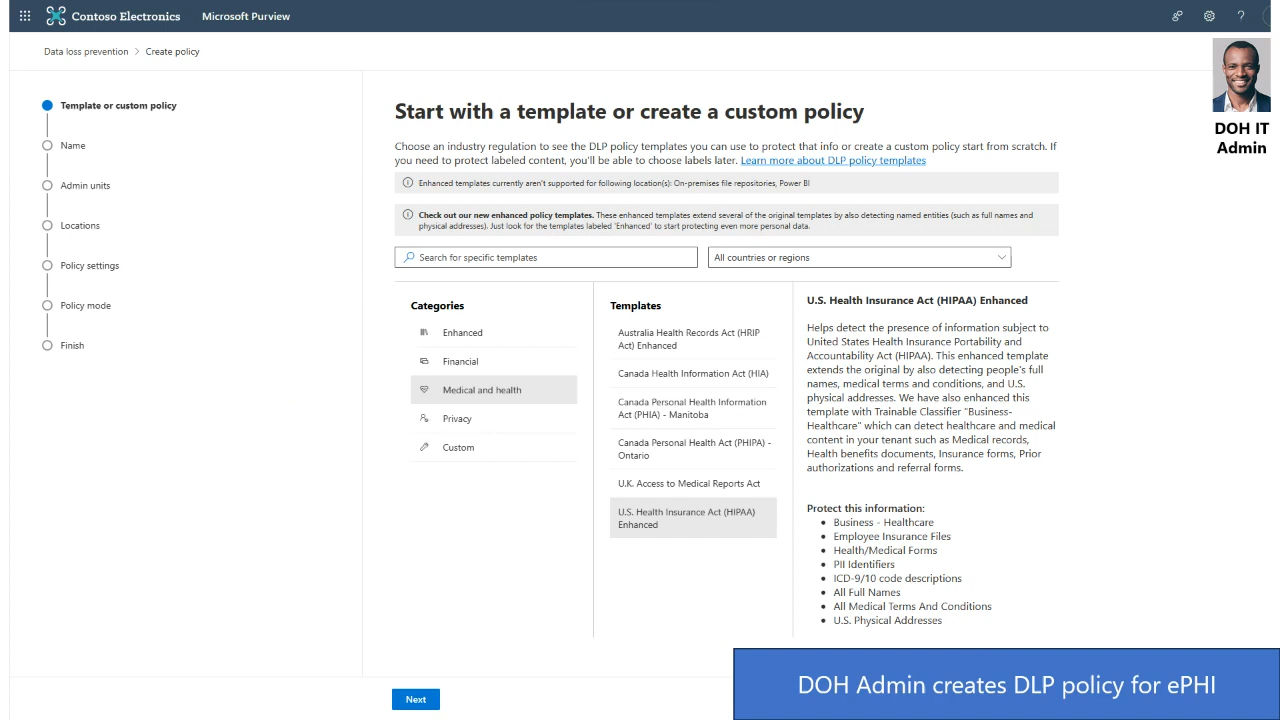 Contoso Electronics
Microsoft Purview
?
Data loss prevention > Create policy
DOH IT
Admin
Template or custom policy
Name
Admin units
Locations
Policy settings
Policy mode
Finish
Start with a template or create a custom policy
Choose an industry regulation to see the DLP policy templates you can use to protect that info or create a custom policy start from scratch. If
you need to protect labeled content, you'll be able to choose labels later. Learn more about DLP policy templates
Enhanced templates currently aren't supported for following location(s): On-premises file repositories, Power BI
Check out our new enhanced policy templates. These enhanced templates extend several of the original templates by also detecting named entities (such as full names and
physical addresses). Just look for the templates labeled 'Enhanced' to start protecting even more personal data.
Search for specific templates
All countries or regions
Categories
Enhanced
Financial
Medical and health
Privacy
Custom
Templates
Australia Health Records Act (HRIP
Act) Enhanced
Canada Health Information Act (HIA)
Canada Personal Health Information
Act (PHIA) - Manitoba
Canada Personal Health Act (PHIPA) -
Ontario
U.K. Access to Medical Reports Act
U.S. Health Insurance Act (HIPAA)
Enhanced
U.S. Health Insurance Act (HIPAA) Enhanced
Helps detect the presence of information subject to
United States Health Insurance Portability and
Accountability Act (HIPAA). This enhanced template
extends the original by also detecting people's full
names, medical terms and conditions, and U.S.
physical addresses. We have also enhanced this
template with Trainable Classifier "Business-
Healthcare" which can detect healthcare and medical
content in your tenant such as Medical records,
Health benefits documents, Insurance forms, Prior
authorizations and referral forms.
Protect this information:
• Business - Healthcare
• Employee Insurance Files
• Health/Medical Forms
• PII Identifiers
• ICD-9/10 code descriptions
• All Full Names
• All Medical Terms And Conditions
• U.S. Physical Addresses
Next
DOH Admin creates DLP policy for ePHI